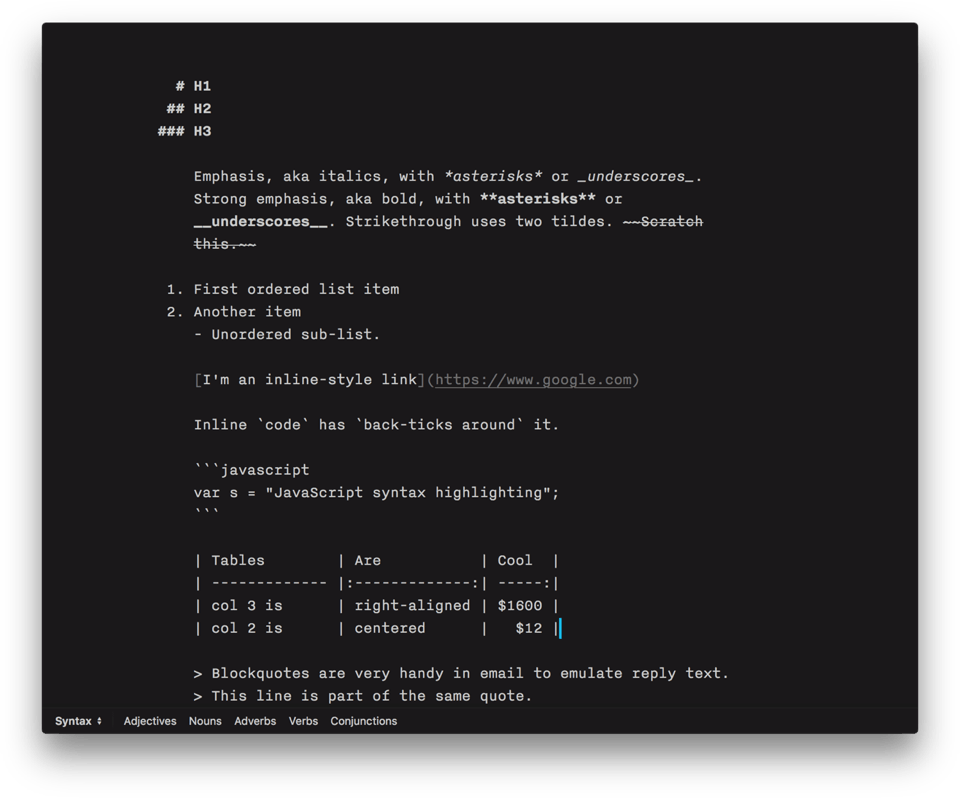 # H1
## H2
### H3
Emphasis, aka italics, with *asterisks* or _underscores_.
Strong emphasis, aka bold, with **asterisks** or
__underscores__. Strikethrough uses two tildes. ~~Scratch
this.~~
1. First ordered list item
2. Another item
- Unordered sub-list.
[I'm an inline-style link](https://www.google.com)
Inline `code` has `back-ticks around` it.
```javascript
var s = "JavaScript syntax highlighting";
```
| Tables        | Are           | Cool  |
| ------------- |:-------------:| -----:|
| col 3 is      | right-aligned | $1600 |
| col 2 is      | centered      |   $12 |
> Blockquotes are very handy in email to emulate reply text.
> This line is part of the same quote.
Syntax Adjectives Nouns Adverbs Verbs Conjunctions